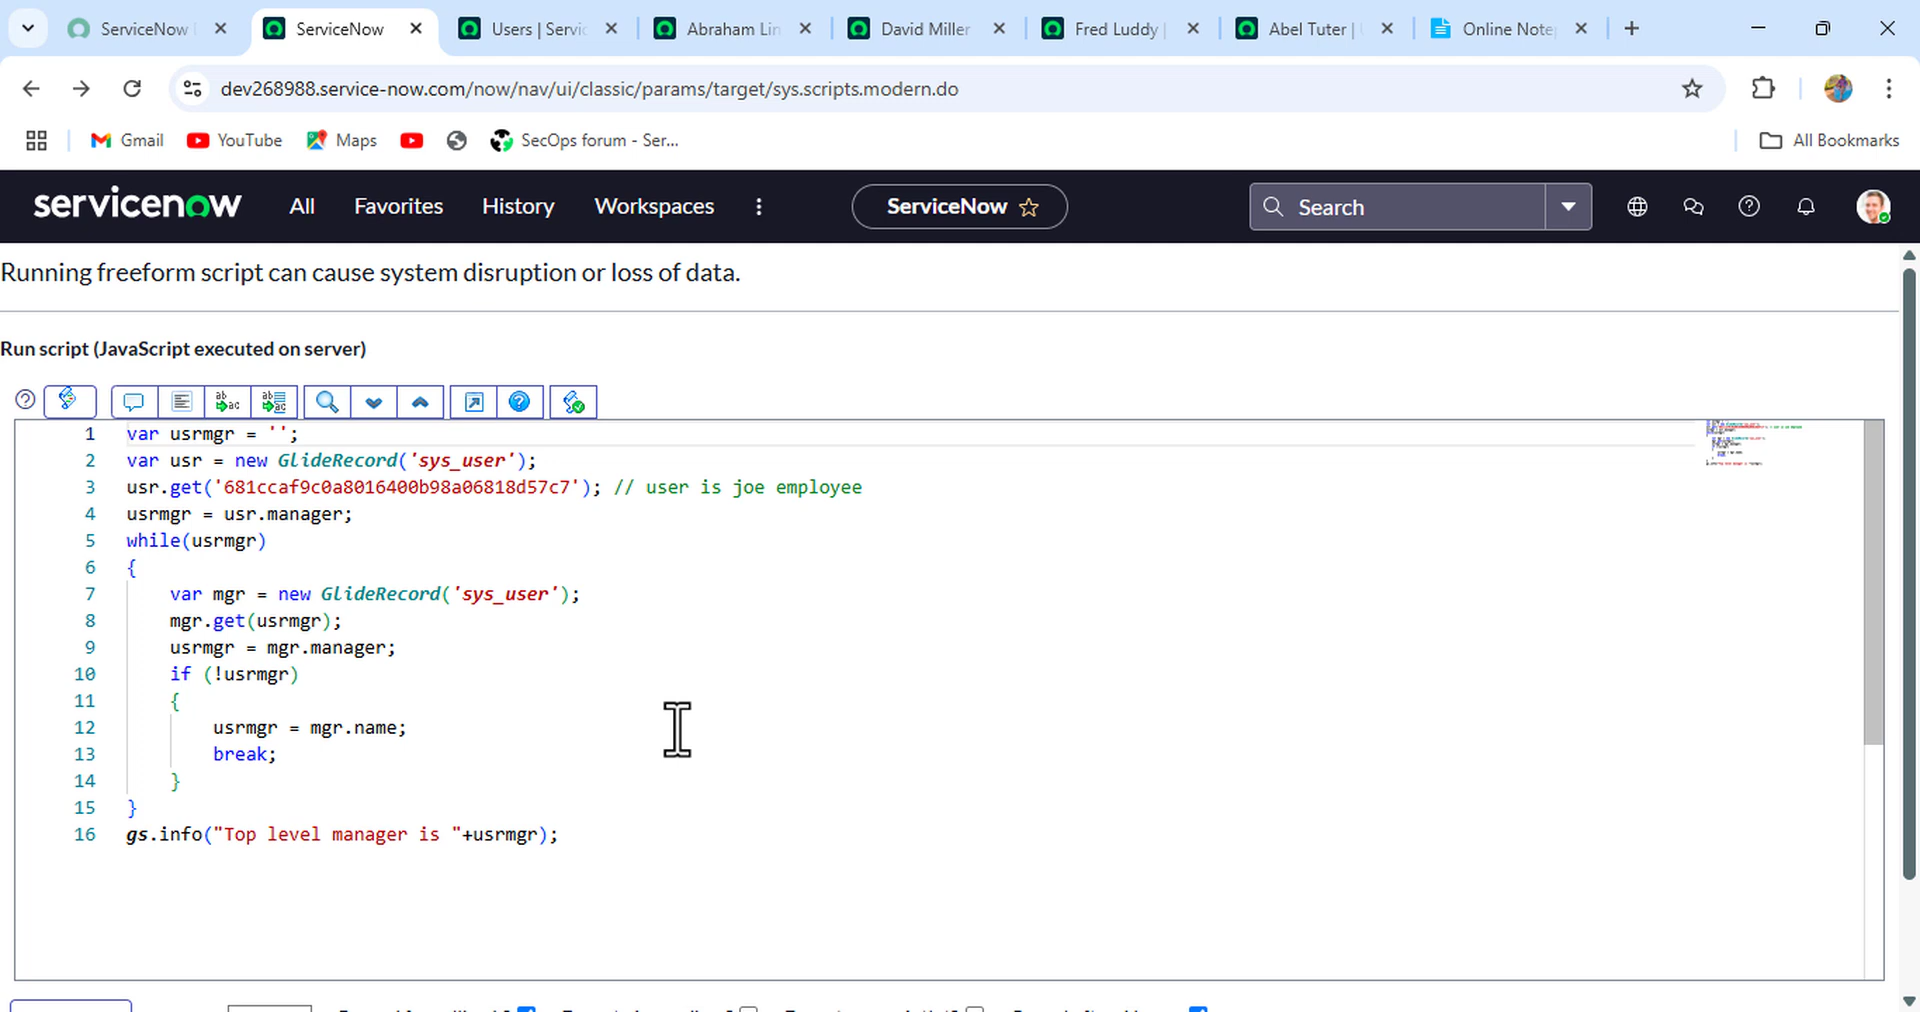 ServiceNow
ServiceNow
Users | Servic
Abraham Lin
David Miller
Fred Luddy |
Abel Tuter |
Online Note
dev268988.service-now.com/now/nav/ui/classic/params/target/sys.scripts.modern.do
Gmail
YouTube
Maps
SecOps forum - Ser...
All Bookmarks
servicenow
All
Favorites
History
Workspaces
ServiceNow
Search
Running freeform script can cause system disruption or loss of data.
Run script (JavaScript executed on server)
1 var usrmgr = '';
2 var usr = new GlideRecord('sys_user');
3 usr.get('681ccaf9c0a8016400b98a06818d57c7'); // user is joe employee
4 usrmgr = usr.manager;
5 while(usrmgr)
6 {
7 var mgr = new GlideRecord('sys_user');
8 mgr.get(usrmgr);
9 usrmgr = mgr.manager;
10 if (!usrmgr)
11 {
12 usrmgr = mgr.name;
13 break;
14 }
15 }
16 gs.info("Top level manager is "+usrmgr);